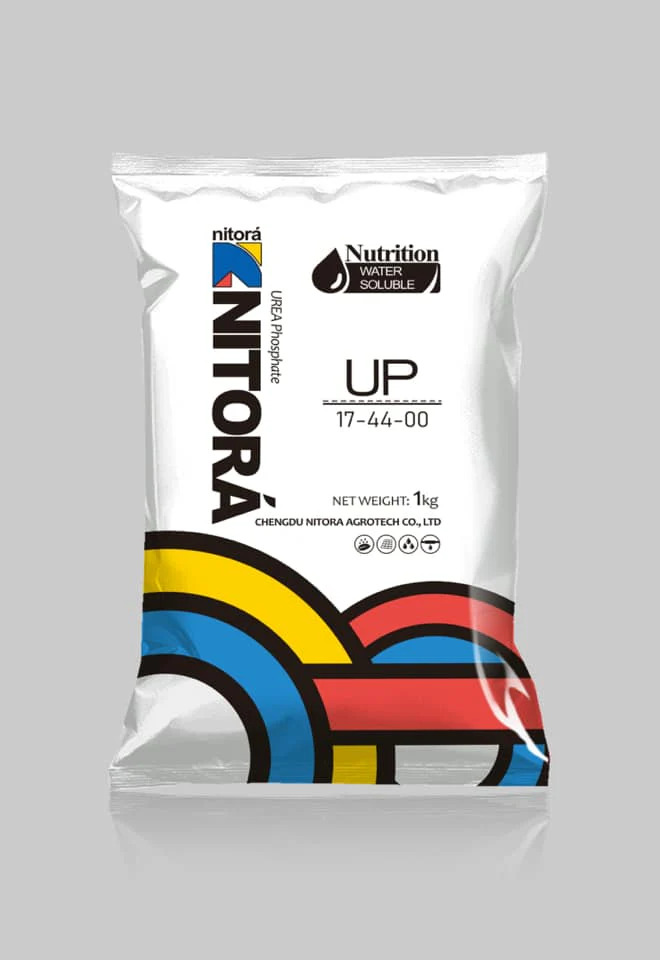 nitorá
NITORÁ
UREA Phosphate
Nutrition
WATER
SOLUBLE
UP
17-44-00
NET WEIGHT: 1kg
CHENGDU NITORA AGROTECH CO., LTD